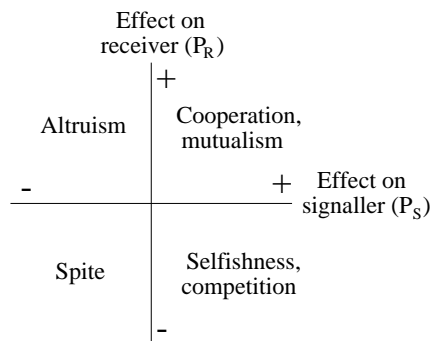 Effect on
receiver (P_R)
+
Altruism
Cooperation,
mutualism
-
+
Effect on
signaller (P_S)
Spite
Selfishness,
competition
-